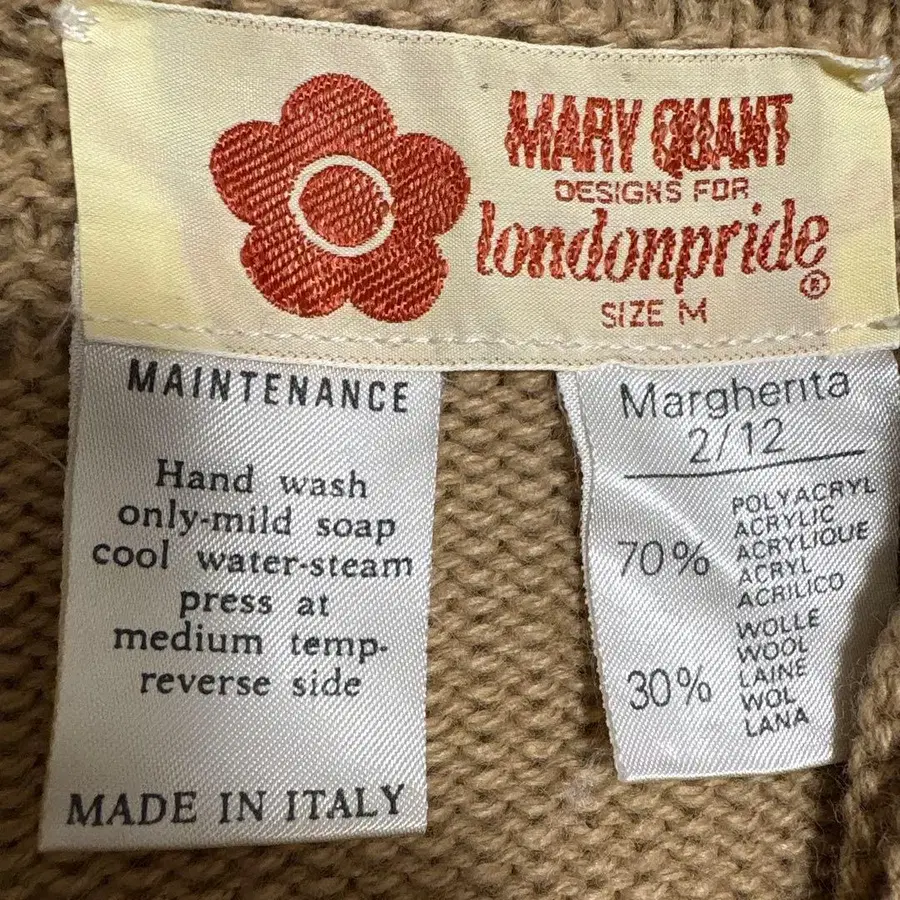 MARY QUANT
DESIGNS FOR
londonpride
®
SIZE M
MAINTENANCE
Hand wash
only-mild soap
cool water-steam
press at
medium temp-
reverse side
MADE IN ITALY
Margherita
2/12
70%
POLYACRYL
ACRYLIC
ACRYLIQUE
ACRYL
ACRILICO
30%
WOLLE
WOOL
LAINE
WOL
LANA